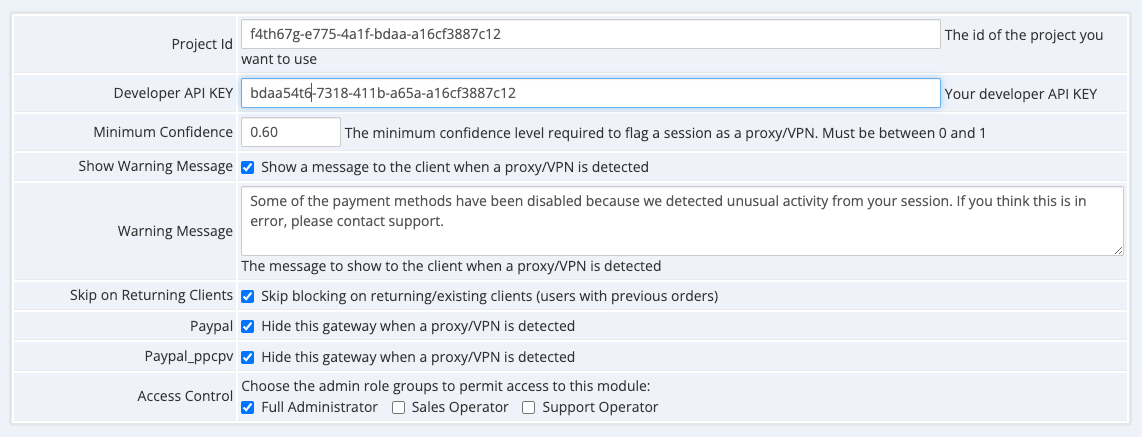 Project Id f4th67g-e775-4a1f-bdaa-a16cf3887c12 The id of the project you
want to use
Developer API KEY bdaa54t6-7318-411b-a65a-a16cf3887c12 Your developer API KEY
Minimum Confidence 0.60 The minimum confidence level required to flag a session as a proxy/VPN. Must be between 0 and 1
Show Warning Message Show a message to the client when a proxy/VPN is detected
Warning Message
Some of the payment methods have been disabled because we detected unusual activity from your session. If you think this is in
error, please contact support.
The message to show to the client when a proxy/VPN is detected
Skip on Returning Clients Skip blocking on returning/existing clients (users with previous orders)
Paypal Hide this gateway when a proxy/VPN is detected
Paypal_ppcpv Hide this gateway when a proxy/VPN is detected
Access Control
Choose the admin role groups to permit access to this module:
Full Administrator Sales Operator Support Operator